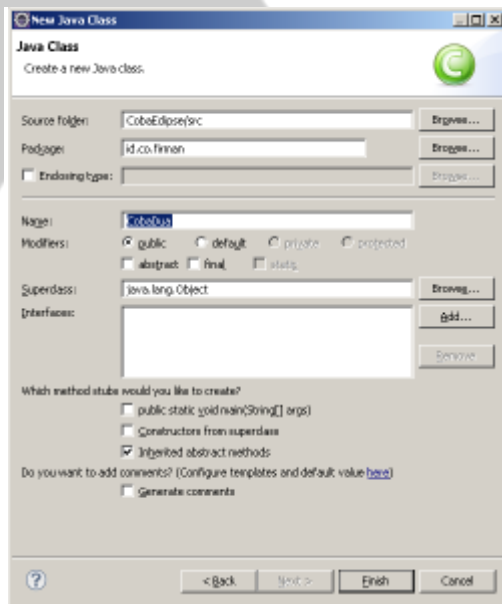 New Java Class
Java Class
Create a new Java class.
Source folder: CobaEclipse/src Browse...
Package: id.co.firman Browse...
Enclosing type: Browse...
Name: CobaDua
Modifiers: public default private protected
abstract final static
Superclass: java.lang.Object Browse...
Interfaces: Add...
Remove
Which method stubs would you like to create?
public static void main(String[] args)
Constructors from superclass
Inherited abstract methods
Do you want to add comments? (Configure templates and default value here)
Generate comments
? < Back Next > Finish Cancel